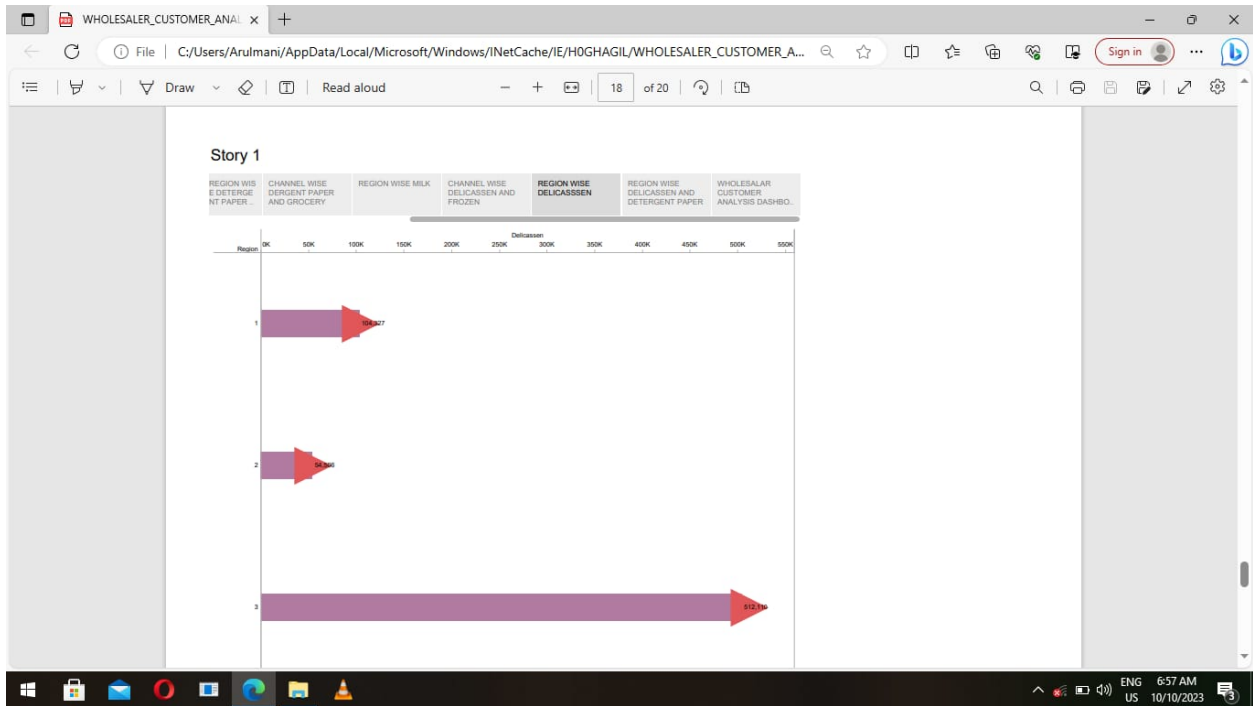 WHOLESALER_CUSTOMER_ANAL
File | C:/Users/Arulmani/AppData/Local/Microsoft/Windows/INetCache/IE/H0GHAGIL/WHOLESALER_CUSTOMER_A...
Sign in
Draw
Read aloud
18 of 20
Story 1
REGION WIS
E DETERGE
NT PAPER ..
CHANNEL WISE
DERGENT PAPER
AND GROCERY
REGION WISE MILK
CHANNEL WISE
DELICASSEN AND
FROZEN
REGION WISE
DELICASSSEN
REGION WISE
DELICASSEN AND
DETERGENT PAPER
WHOLESALAR
CUSTOMER
ANALYSIS DASHBO..
Delicassen
Region 0K 50K 100K 150K 200K 250K 300K 350K 400K 450K 500K 550K
1 104,327
2
3 512,110
ENG 6:57 AM
US 10/10/2023
3